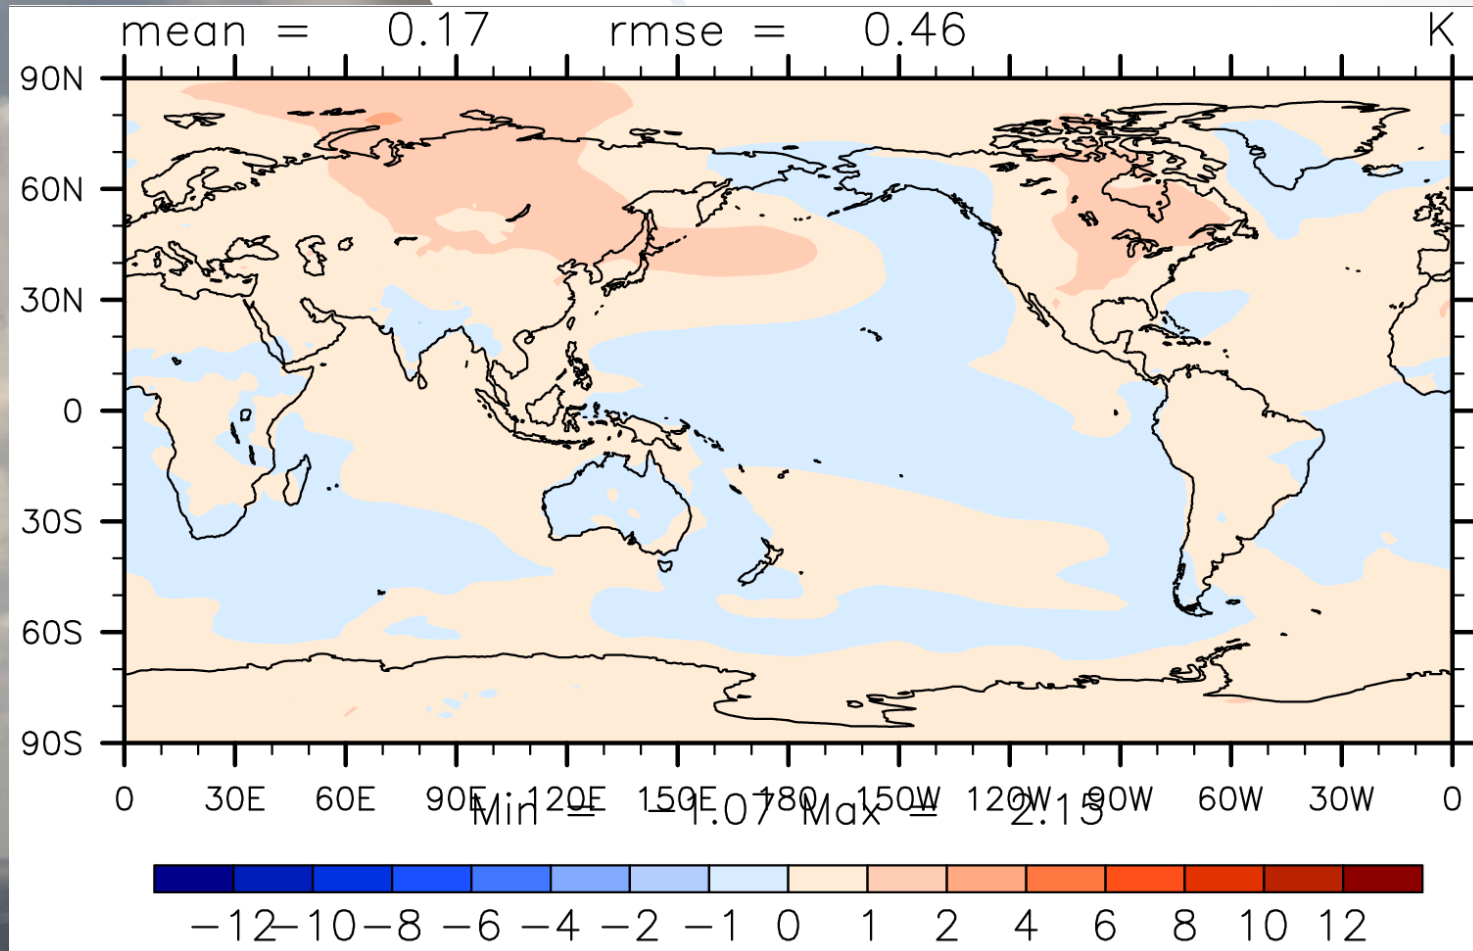 mean = 0.17 rmse = 0.46 K
90N
60N
30N
0
30S
60S
90S
0 30E 60E 90E 120E 150E 180 150W 120W 90W 60W 30W 0
Min = -1.07 Max = 2.15
-12 -10 -8 -6 -4 -2 -1 0 1 2 4 6 8 10 12